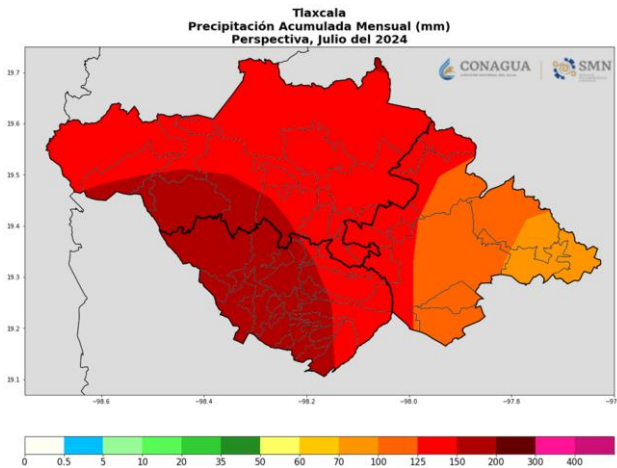 Tlaxcala
Precipitación Acumulada Mensual (mm)
Perspectiva, Julio del 2024
CONAGUA
SMN
19.7
19.6
19.5
19.4
19.3
19.2
19.1
−98.6 −98.4 −98.2 −98.0 −97.8
0 0.5 5 10 20 35 50 60 70 100 125 150 200 300 400